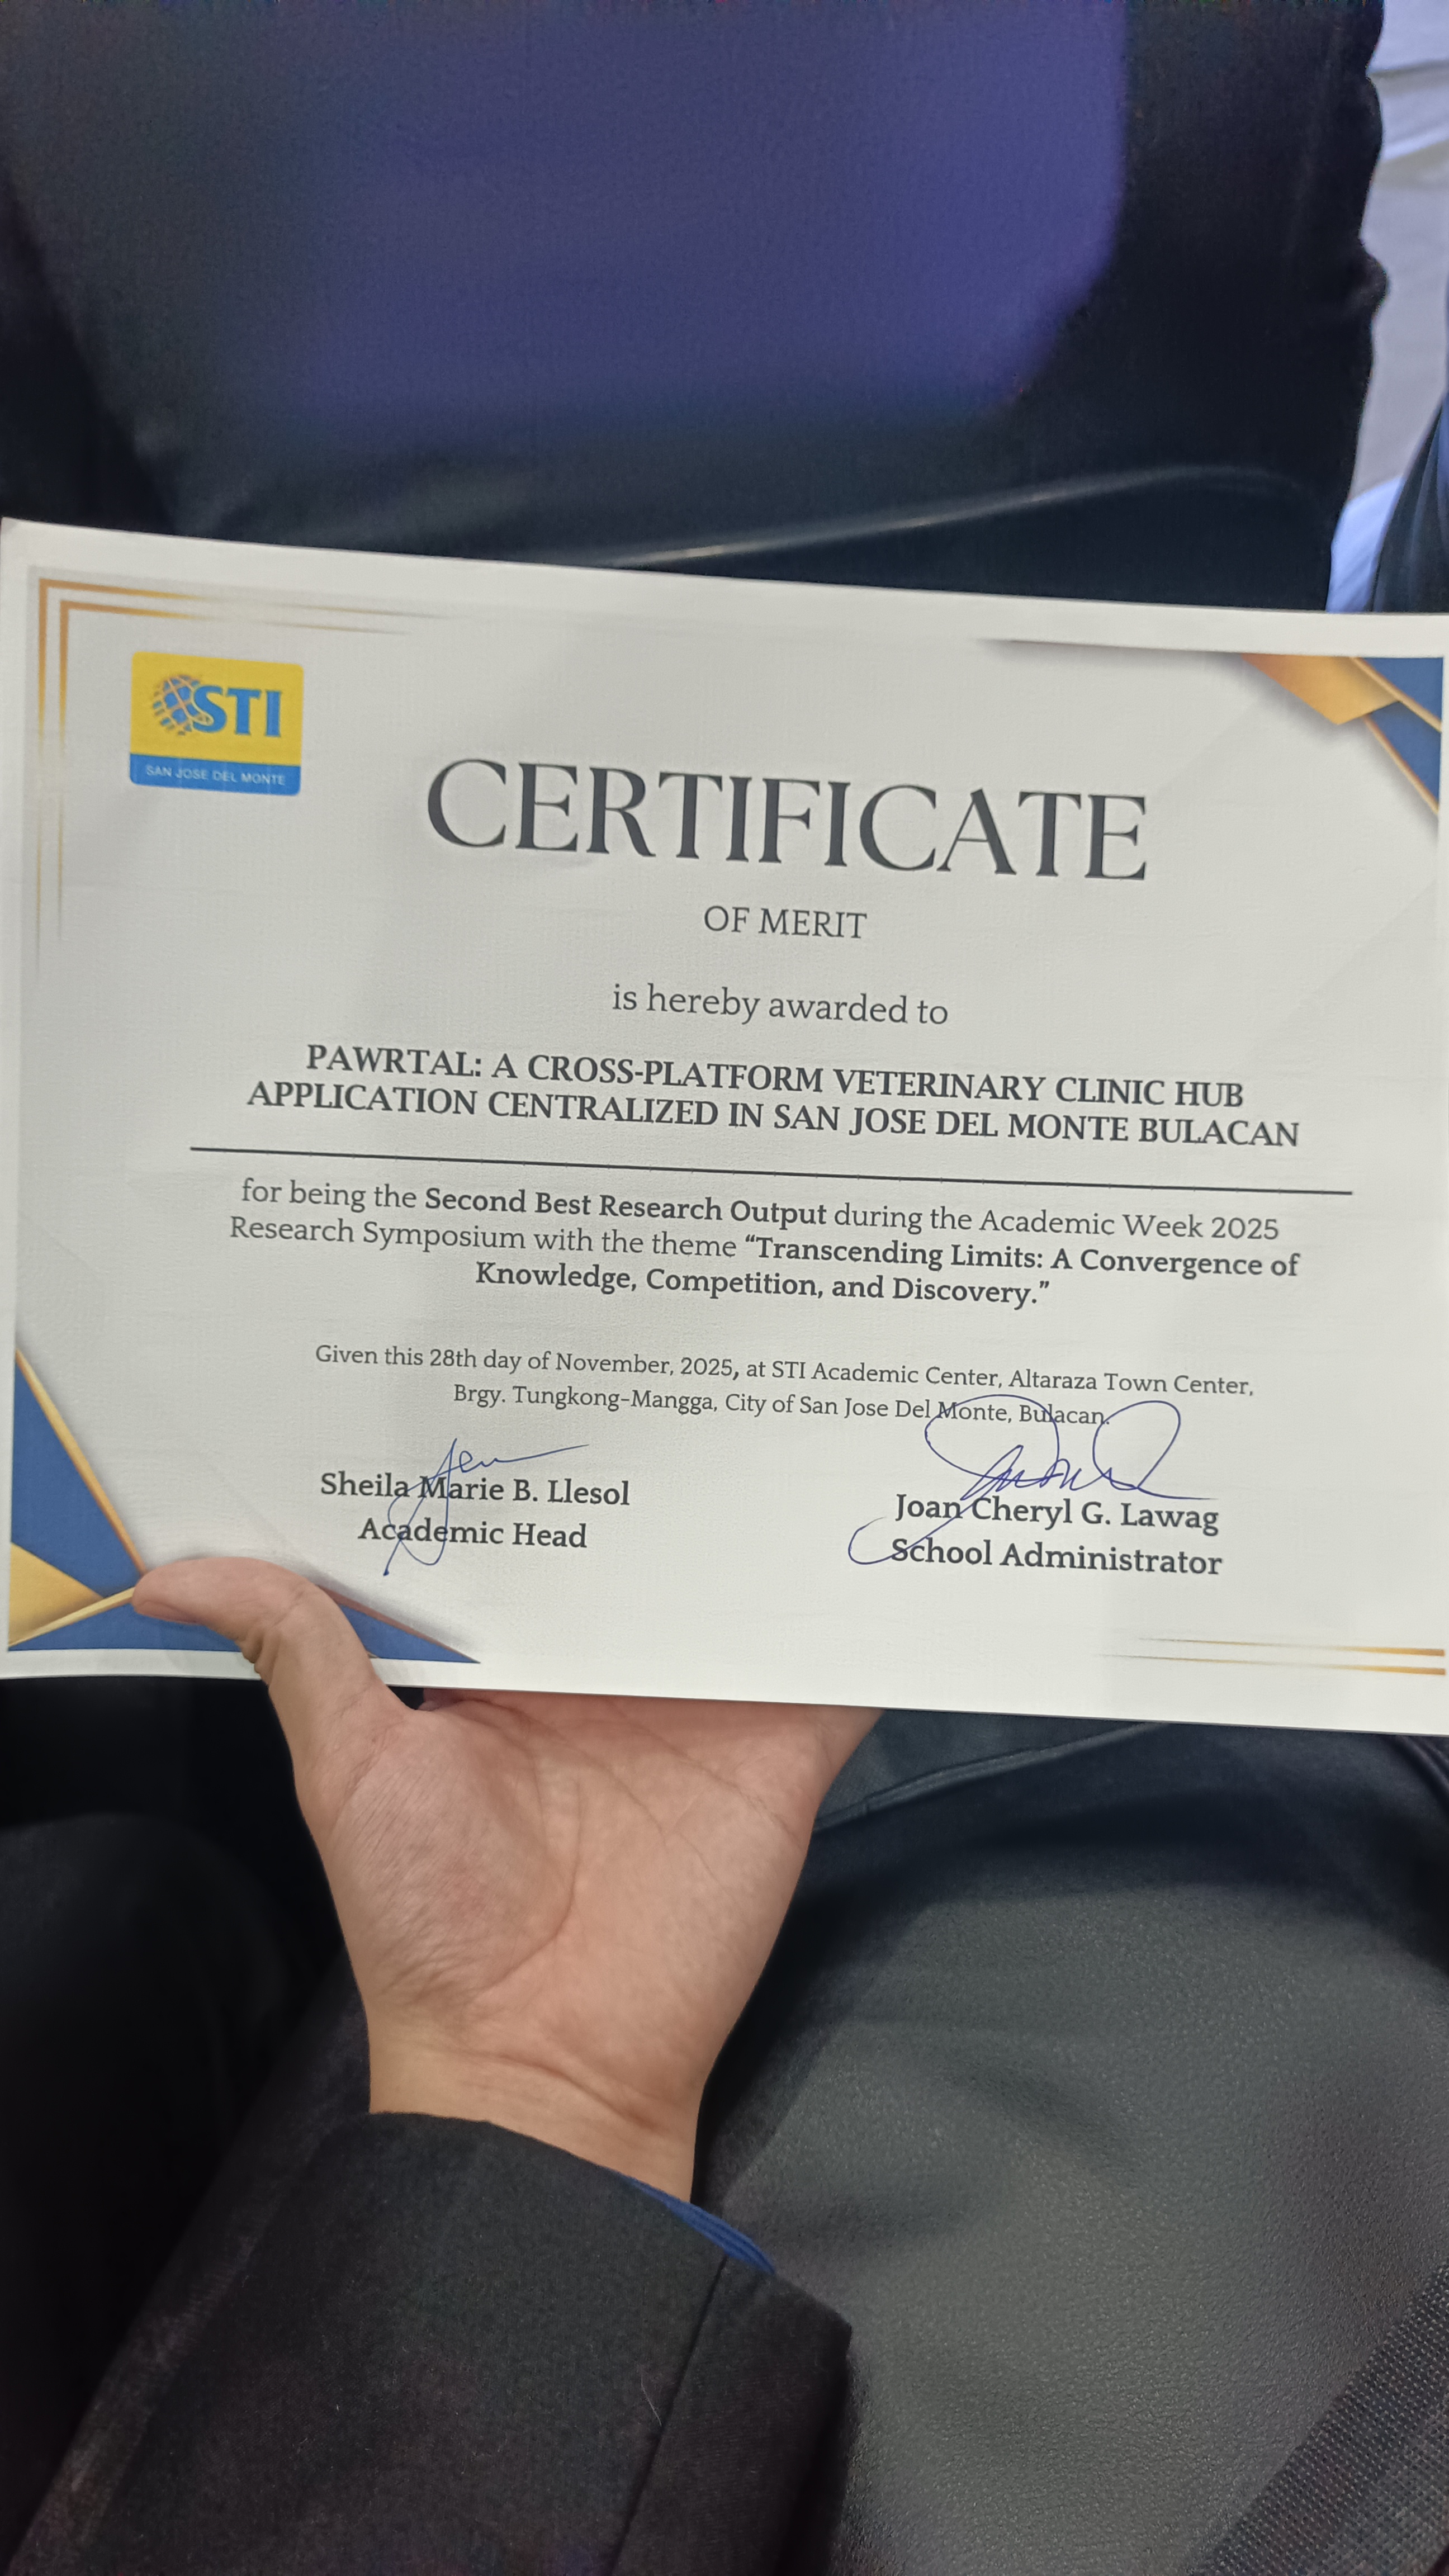 STI
SAN JOSE DEL MONTE
CERTIFICATE
OF MERIT
is hereby awarded to
PAWRTAL: A CROSS-PLATFORM VETERINARY CLINIC HUB
APPLICATION CENTRALIZED IN SAN JOSE DEL MONTE BULACAN
for being the Second Best Research Output during the Academic Week 2025
Research Symposium with the theme “Transcending Limits: A Convergence of
Knowledge, Competition, and Discovery.”
Given this 28th day of November, 2025, at STI Academic Center, Altaraza Town Center,
Brgy. Tungkong-Mangga, City of San Jose Del Monte, Bulacan.
Sheila Marie B. Llesol
Academic Head
Joan Cheryl G. Lawag
School Administrator